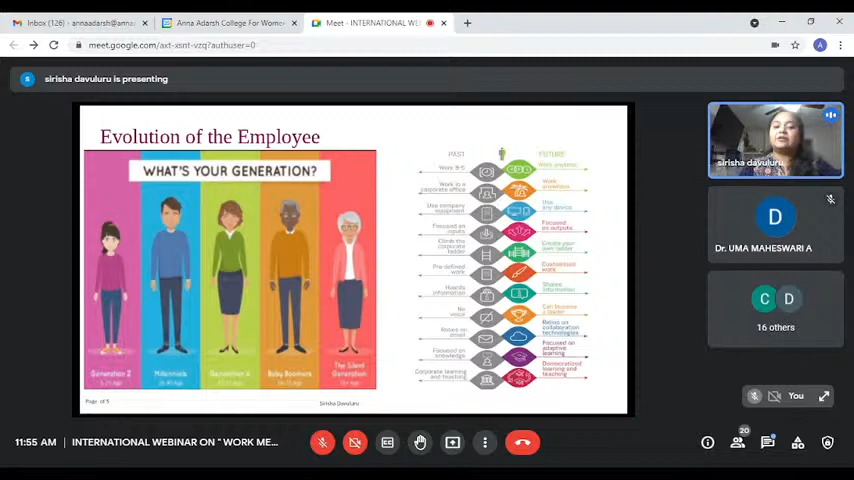 Inbox (126) - annaadarsh@anna
Anna Adarsh College For Women
Meet - INTERNATIONAL WE
meet.google.com/axt-xsnt-vzq?authuser=0
A
S
sirisha davuluru is presenting
Evolution of the Employee
WHAT'S YOUR GENERATION?
Generation Z
Millennials
Baby Boomers
The Silent
Generation
PAST
FUTURE
Work 9-5
Work anytime
Work in a
corporate office
Work
anywhere
Use company
equipment
Use
any device
Focused on
inputs
Focused
on outputs
Climb the
corporate
ladder
Create your
own ladder
Pre-defined
work
Customized
work
Hoards
information
Shares
information
No
voice
Can become
a leader
Relies on
email
Relies on
collaboration
technologies
Focused on
knowledge
Focused on
adaptive
learning
Corporate learning
and teaching
Democratized
learning and
teaching
Page of 5
Sirisha Davuluru
sirisha davuluru
D
Dr. UMA MAHESWARI A
C
D
16 others
You
11:55 AM
INTERNATIONAL WEBINAR ON " WORK ME...
20